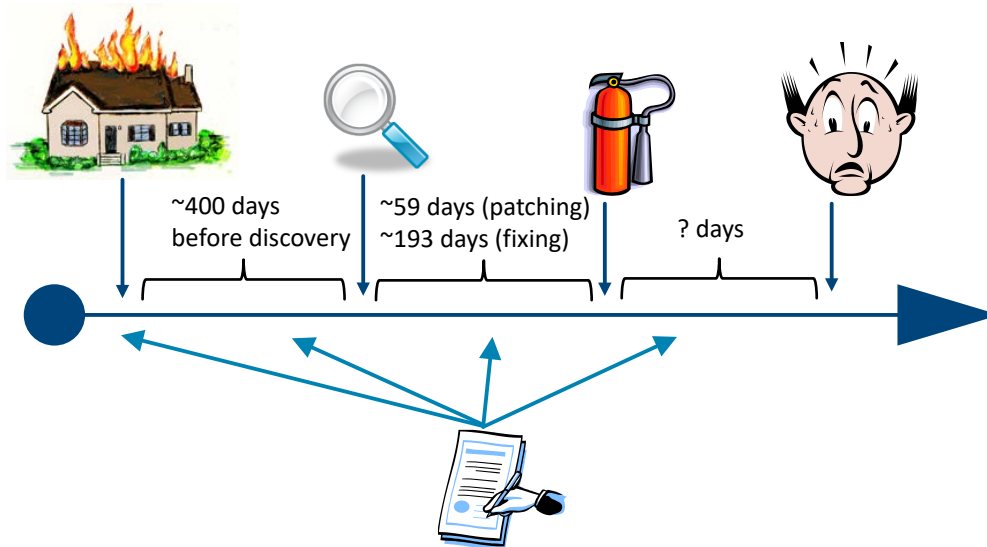 ~400 days
before discovery
~59 days (patching)
~193 days (fixing)
? days